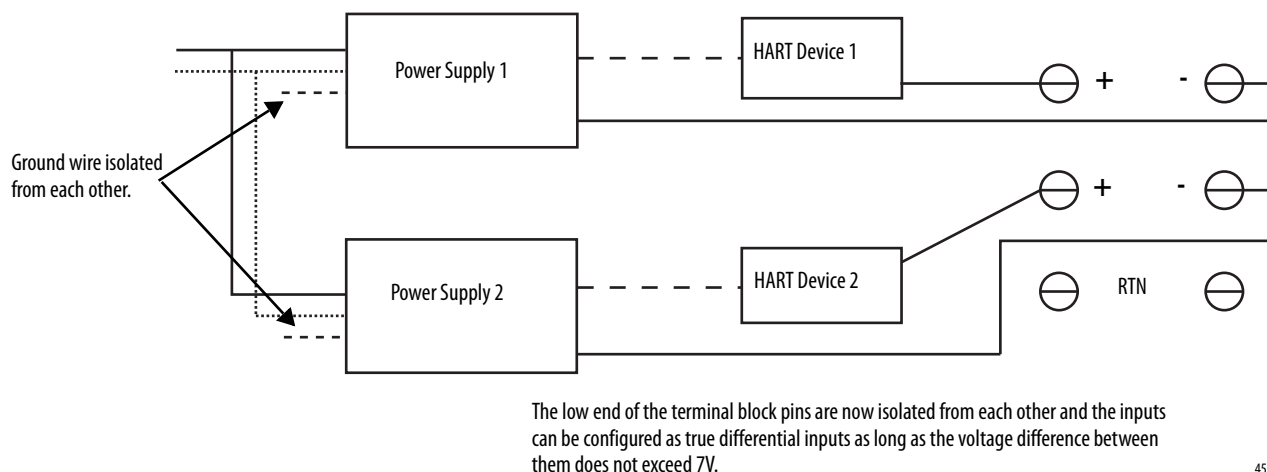 Power Supply 1
HART Device 1
+ -
Ground wire isolated
from each other.
+ -
Power Supply 2
HART Device 2
RTN
The low end of the terminal block pins are now isolated from each other and the inputs
can be configured as true differential inputs as long as the voltage difference between
them does not exceed 7V.
45